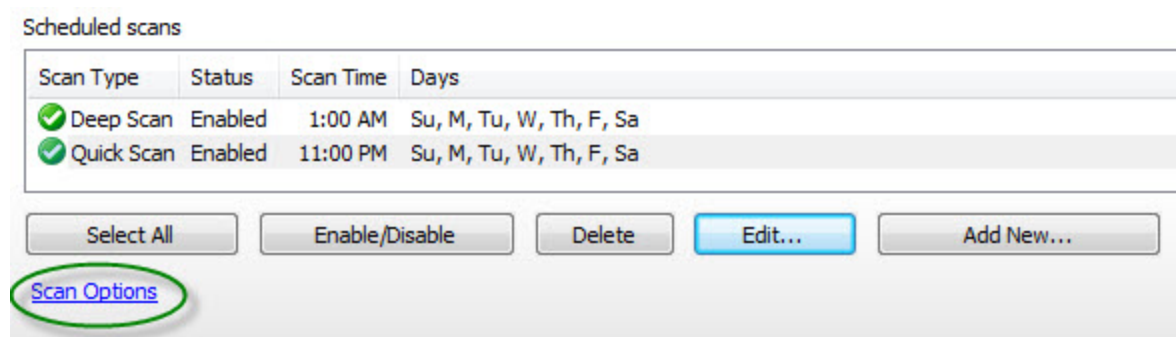 Scheduled scans
Scan Type Status Scan Time Days
Deep Scan Enabled 1:00 AM Su, M, Tu, W, Th, F, Sa
Quick Scan Enabled 11:00 PM Su, M, Tu, W, Th, F, Sa
Select All Enable/Disable Delete Edit... Add New...
Scan Options